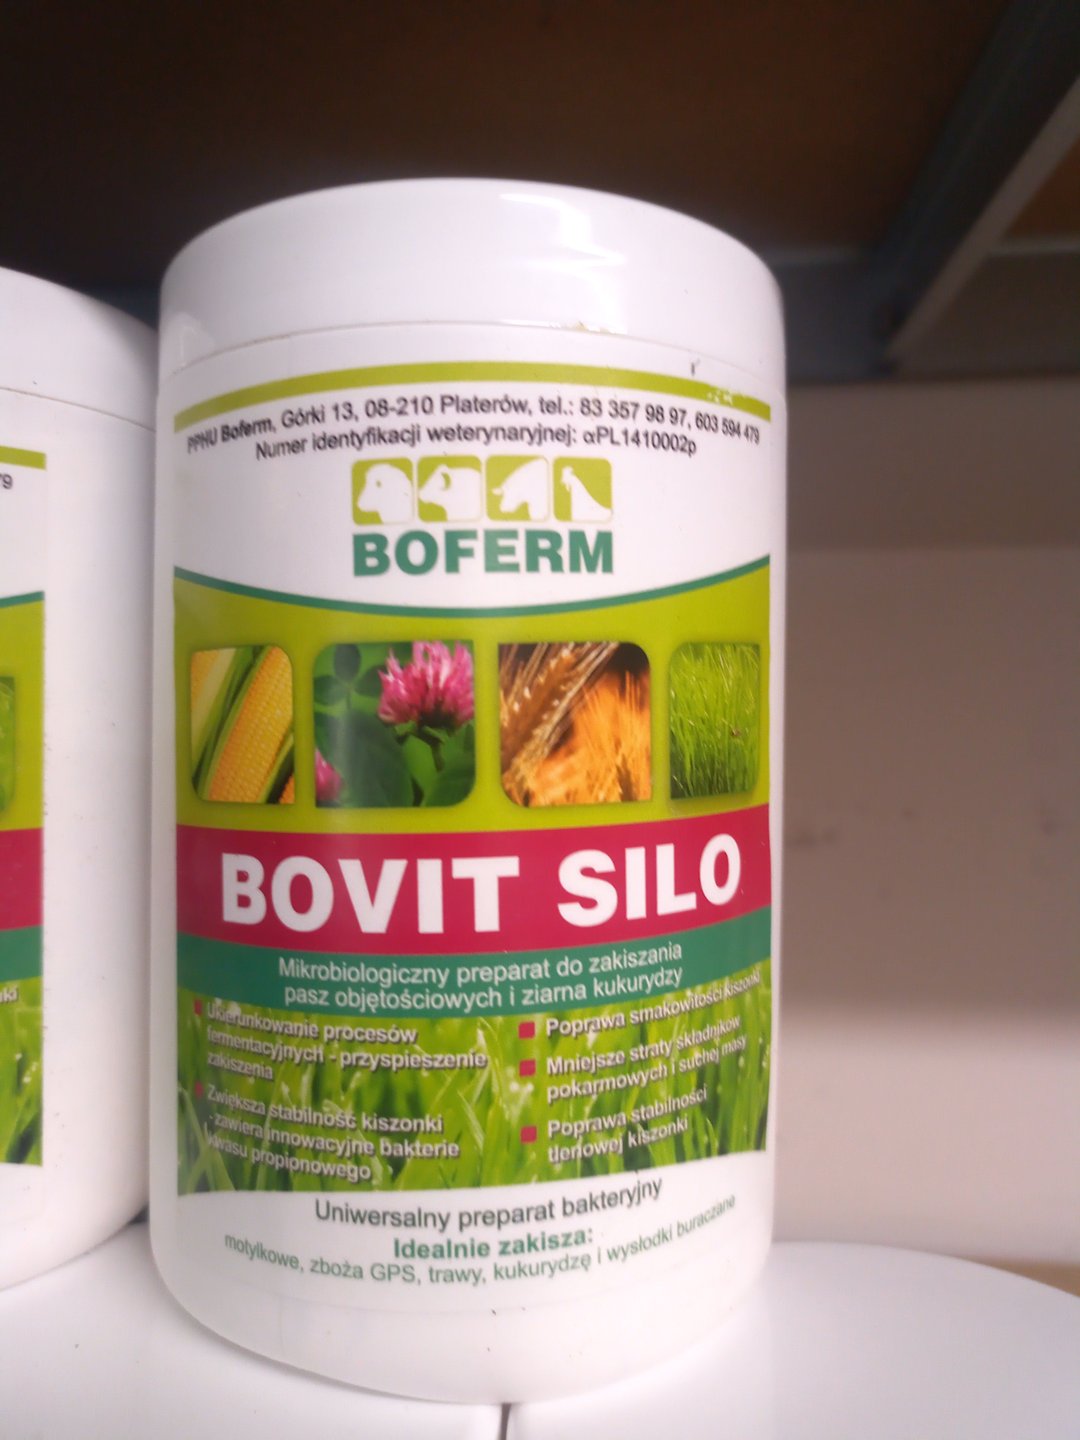 PPHU Boferm, Górki 13, 08-210 Platerów, tel.: 83 357 98 97, 603 594 479
Numer identyfikacji weterynaryjnej: αPL1410002p
BOFERM
BOVIT SILO
Mikrobiologiczny preparat do zakiszania
pasz objętościowych i ziarna kukurydzy
Ukierunkowanie procesów
fermentacyjnych - przyspieszenie
zakiszenia
Zwiększa stabilność kiszonki
- zawiera innowacyjne bakterie
kwasu propionowego
Poprawa smakowitości kiszonki
Mniejsze straty składników
pokarmowych i suchej masy
Poprawa stabilności
tlenowej kiszonki
Uniwersalny preparat bakteryjny
Idealnie zakisza:
motylkowe, zboża GPS, trawy, kukurydzę i wysłodki buraczane